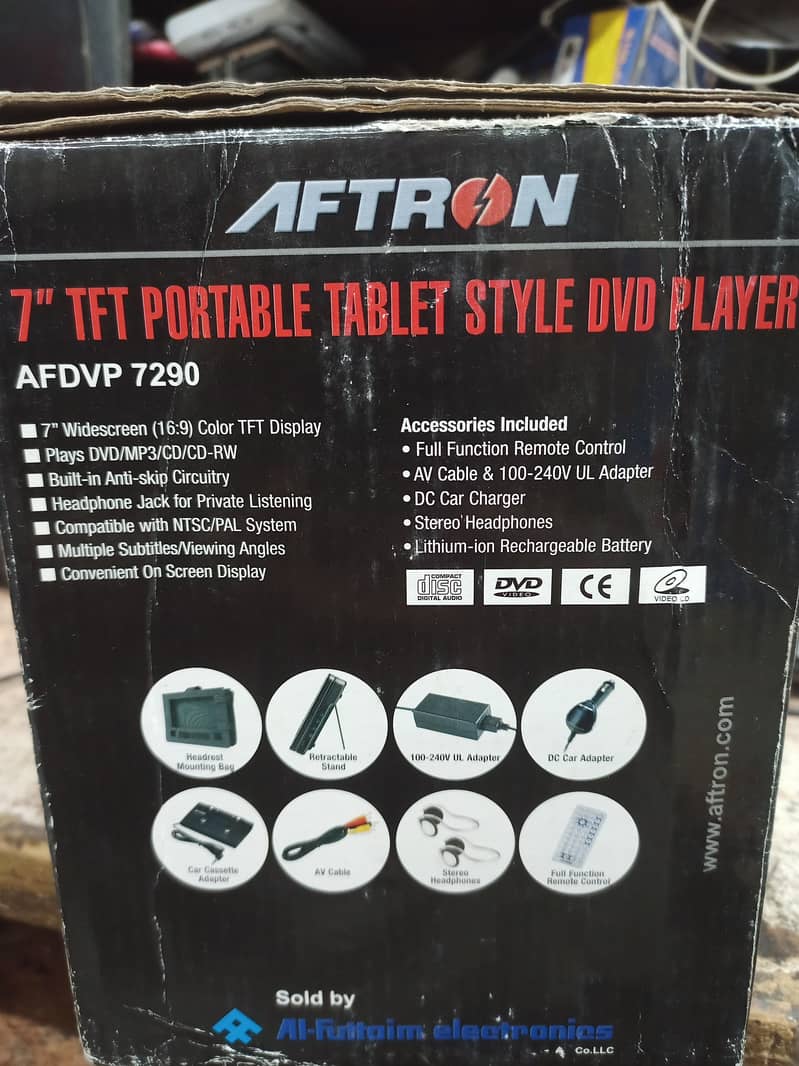 AFTRON
7" TFT PORTABLE TABLET STYLE DVD PLAYER
AFDVP 7290
7" Widescreen (16:9) Color TFT Display
Plays DVD/MP3/CD/CD-RW
Built-in Anti-skip Circuitry
Headphone Jack for Private Listening
Compatible with NTSC/PAL System
Multiple Subtitles/Viewing Angles
Convenient On Screen Display
Accessories Included
• Full Function Remote Control
• AV Cable & 100-240V UL Adapter
• DC Car Charger
• Stereo Headphones
• Lithium-ion Rechargeable Battery
COMPACT
disc
DIGITAL AUDIO
DVD
VIDEO
CE
VIDEO CD
Headrest
Mounting Bag
Retractable
Stand
100-240V UL Adapter
DC Car Adapter
Car Cassette
Adapter
AV Cable
Stereo
Headphones
Full Function
Remote Control
www.aftron.com
Sold by
Al-Futtaim electronics
Co.LLC